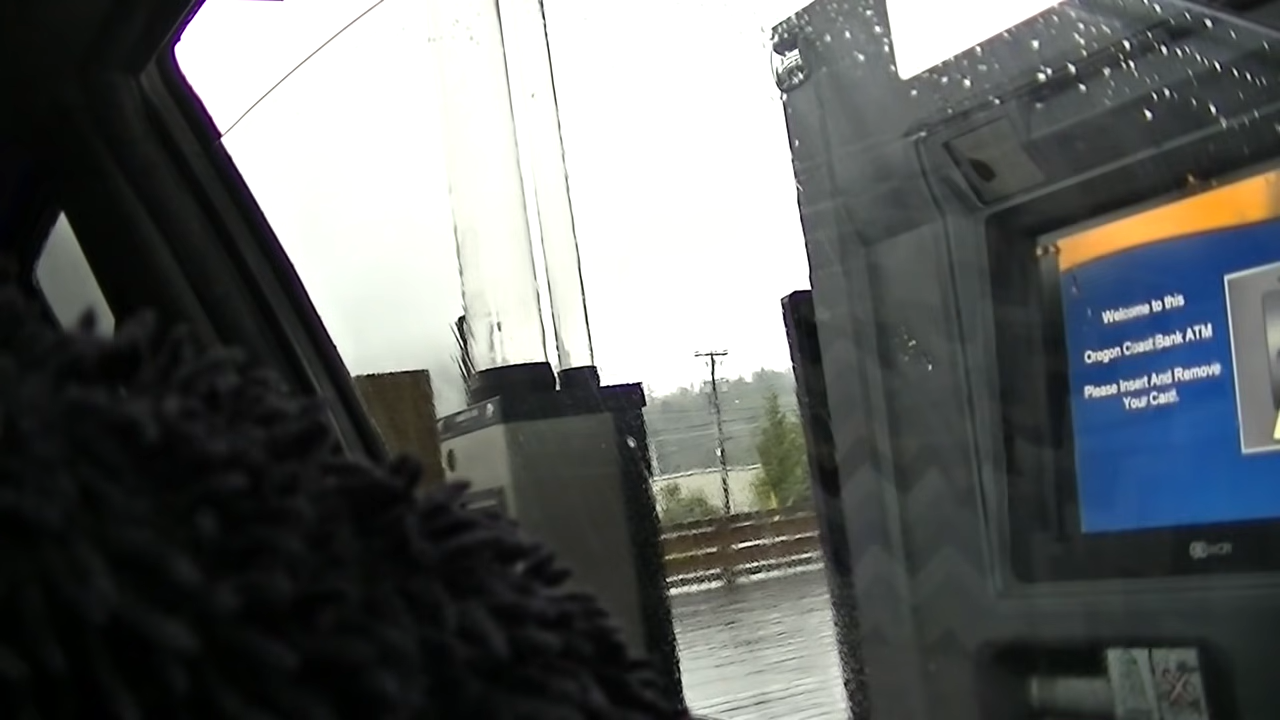 Welcome to this
Oregon Coast Bank ATM
Please Insert And Remove
Your Card.